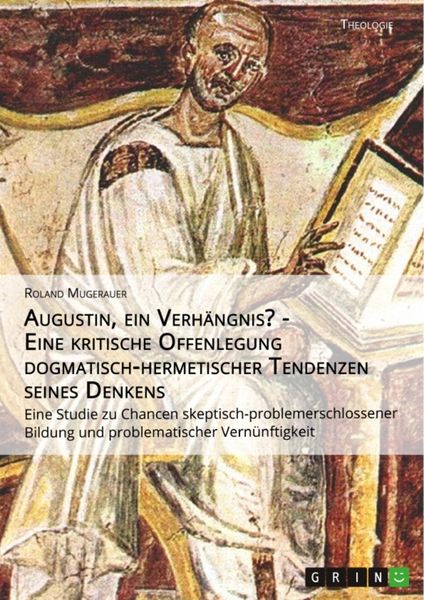 Theologie
Roland Mugerauer
Augustin, ein Verhängnis? -
Eine kritische Offenlegung
dogmatisch-hermetischer Tendenzen
seines Denkens
Eine Studie zu Chancen skeptisch-problemerschlossener
Bildung und problematischer Vernünftigkeit
GRIN